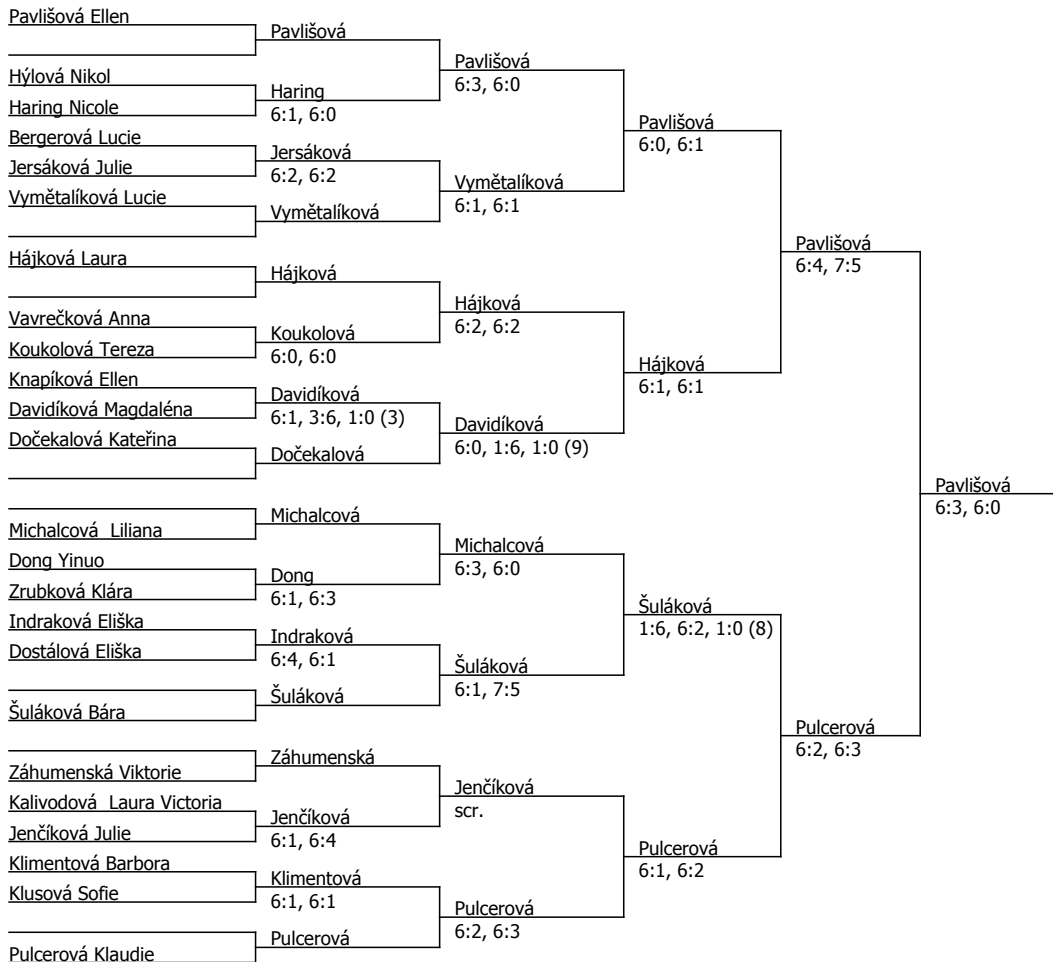 Pavlišová Ellen
Hýlová Nikol
Haring Nicole
Bergerová Lucie
Jersáková Julie
Vymětalíková Lucie
Hájková Laura
Vavrečková Anna
Koukolová Tereza
Knapíková Ellen
Davidíková Magdaléna
Dočekalová Kateřina
Michalcová  Liliana
Dong Yinuo
Zrubková Klára
Indraková Eliška
Dostálová Eliška
Šuláková Bára
Záhumenská Viktorie
Kalivodová  Laura Victoria
Jenčíková Julie
Klimentová Barbora
Klusová Sofie
Pulcerová Klaudie
Pavlišová
Haring
6:1, 6:0
Jersáková
6:2, 6:2
Vymětalíková
Hájková
Koukolová
6:0, 6:0
Davidíková
6:1, 3:6, 1:0 (3)
Dočekalová
Michalcová
Dong
6:1, 6:3
Indraková
6:4, 6:1
Šuláková
Záhumenská
Jenčíková
6:1, 6:4
Klimentová
6:1, 6:1
Pulcerová
Pavlišová
6:3, 6:0
Vymětalíková
6:1, 6:1
Hájková
6:2, 6:2
Davidíková
6:0, 1:6, 1:0 (9)
Michalcová
6:3, 6:0
Šuláková
6:1, 7:5
Jenčíková
scr.
Pulcerová
6:2, 6:3
Pavlišová
6:0, 6:1
Hájková
6:1, 6:1
Šuláková
1:6, 6:2, 1:0 (8)
Pulcerová
6:1, 6:2
Pavlišová
6:4, 7:5
Pulcerová
6:2, 6:3
Pavlišová
6:3, 6:0